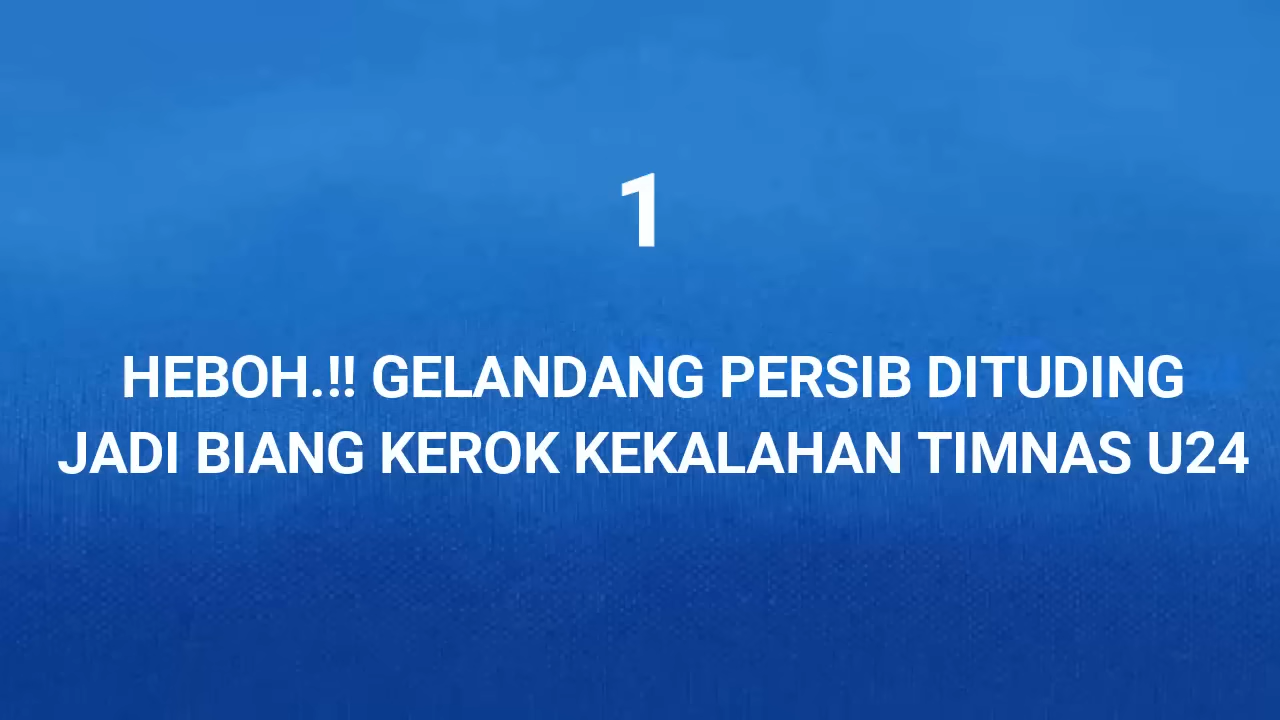 1
HEBOH.!! GELANDANG PERSIB DITUDING
JADI BIANG KEROK KEKALAHAN TIMNAS U24